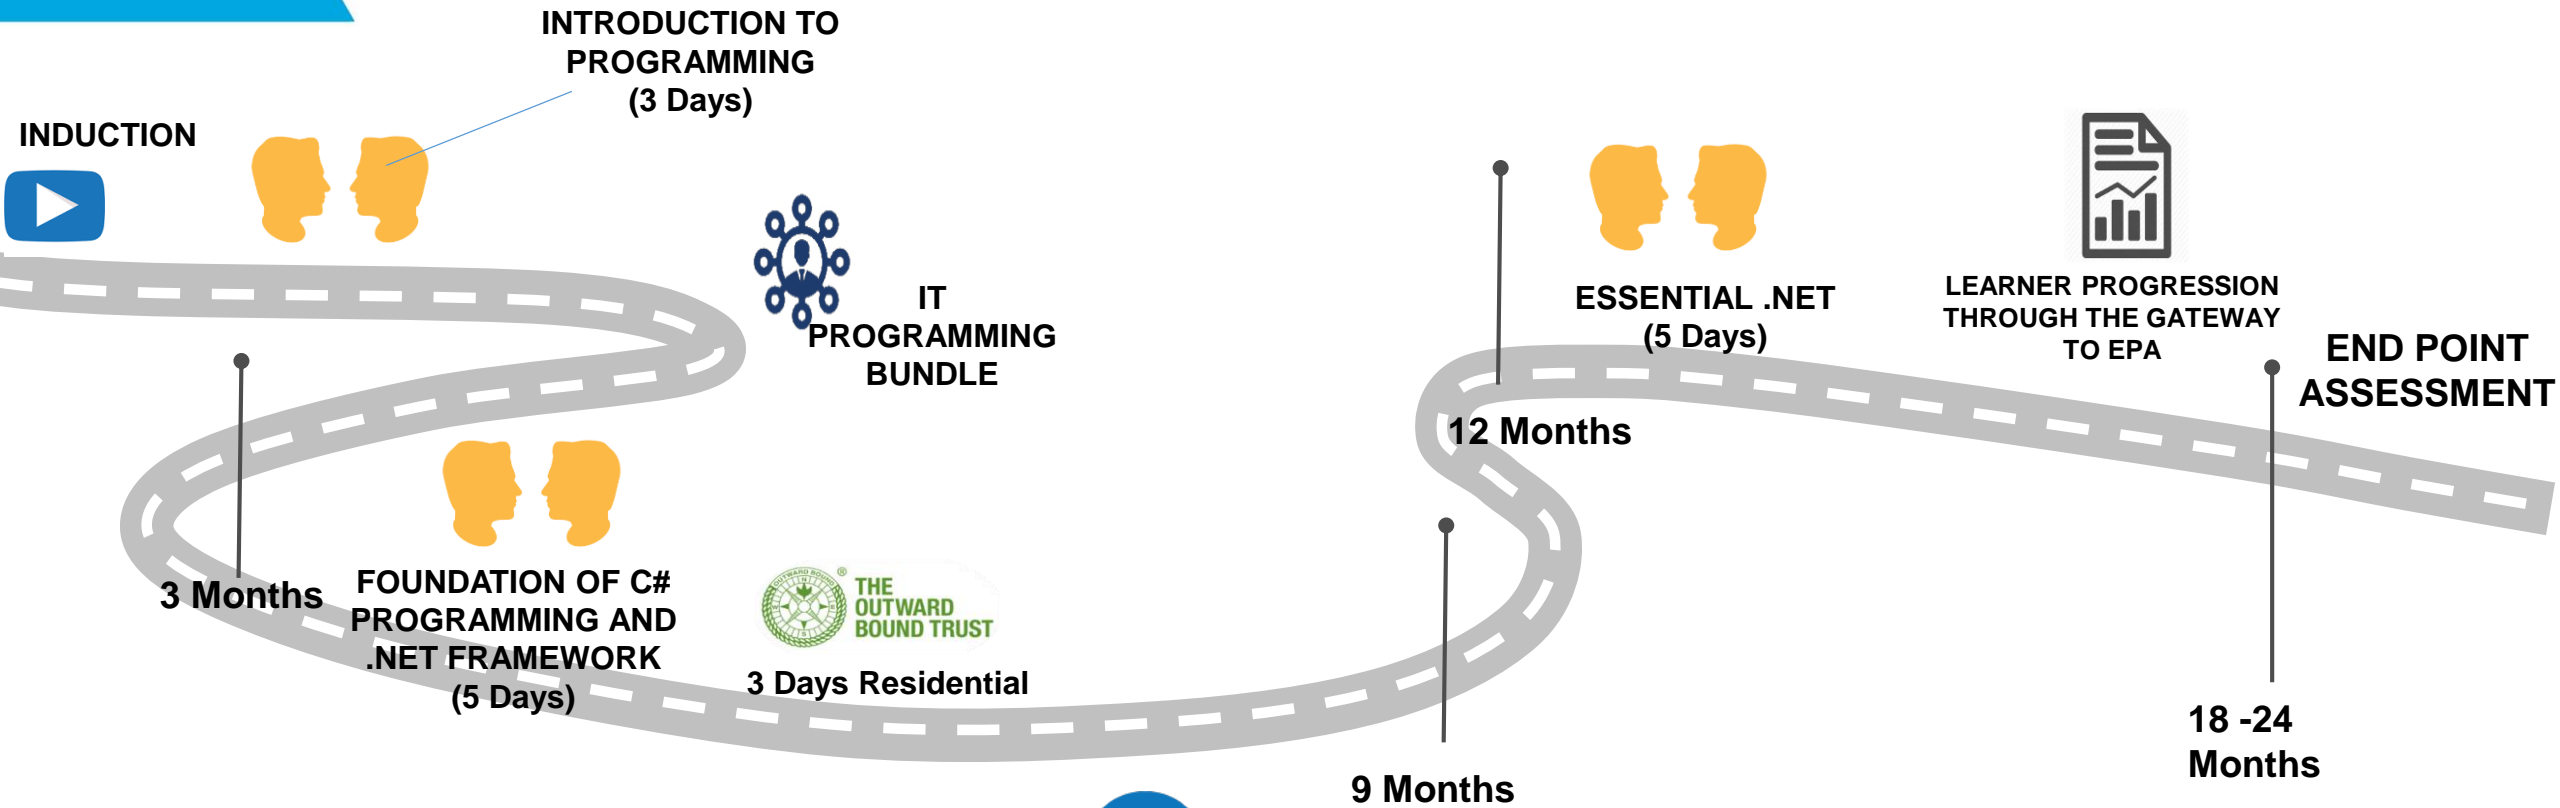 INTRODUCTION TO
PROGRAMMING
(3 Days)
INDUCTION
IT
PROGRAMMING
BUNDLE
ESSENTIAL .NET
(5 Days)
LEARNER PROGRESSION
THROUGH THE GATEWAY
TO EPA
END POINT
ASSESSMENT
12 Months
3 Months
FOUNDATION OF C#
PROGRAMMING AND
.NET FRAMEWORK
(5 Days)
OUTWARD BOUND
®
THE
OUTWARD
BOUND TRUST
3 Days Residential
18 -24
Months
9 Months